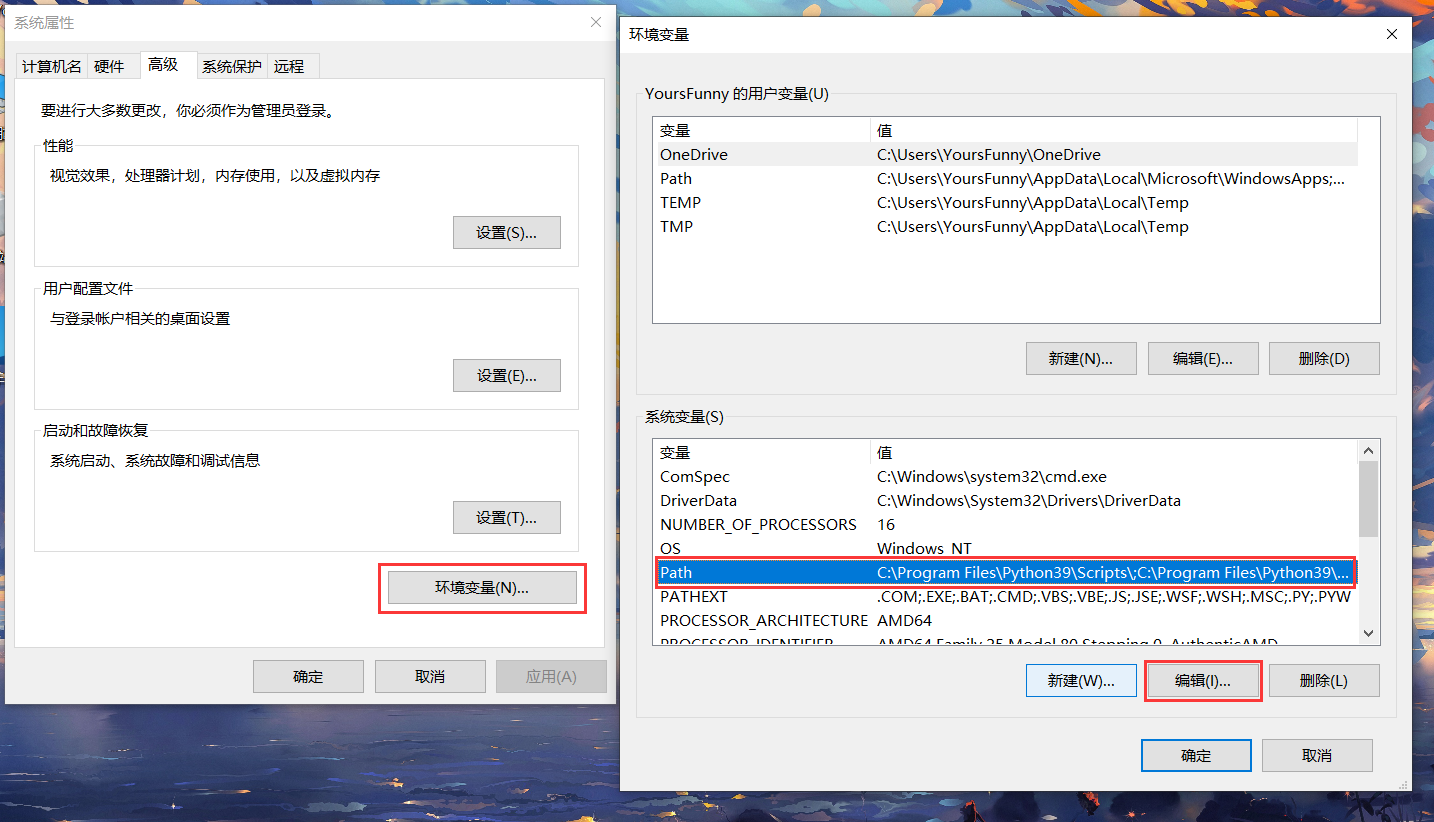 系统属性
计算机名 硬件 高级 系统保护 远程
要进行大多数更改，你必须作为管理员登录。
性能
视觉效果，处理器计划，内存使用，以及虚拟内存
设置(S)...
用户配置文件
与登录帐户相关的桌面设置
设置(E)...
启动和故障恢复
系统启动、系统故障和调试信息
设置(T)...
环境变量(N)...
确定 取消 应用(A)
环境变量
YoursFunny 的用户变量(U)
变量 值
OneDrive C:\Users\YoursFunny\OneDrive
Path C:\Users\YoursFunny\AppData\Local\Microsoft\WindowsApps;...
TEMP C:\Users\YoursFunny\AppData\Local\Temp
TMP C:\Users\YoursFunny\AppData\Local\Temp
新建(N)... 编辑(E)... 删除(D)
系统变量(S)
变量 值
ComSpec C:\Windows\system32\cmd.exe
DriverData C:\Windows\System32\Drivers\DriverData
NUMBER_OF_PROCESSORS 16
OS Windows_NT
Path C:\Program Files\Python39\Scripts\;C:\Program Files\Python39\...
PATHEXT .COM;.EXE;.BAT;.CMD;.VBS;.VBE;.JS;.JSE;.WSF;.WSH;.MSC;.PY;.PYW
PROCESSOR_ARCHITECTURE AMD64
PROCESSOR_IDENTIFIER AMD64 Family 25 Model 80 Stepping 0, AuthenticAMD
新建(W)... 编辑(I)... 删除(L)
确定 取消